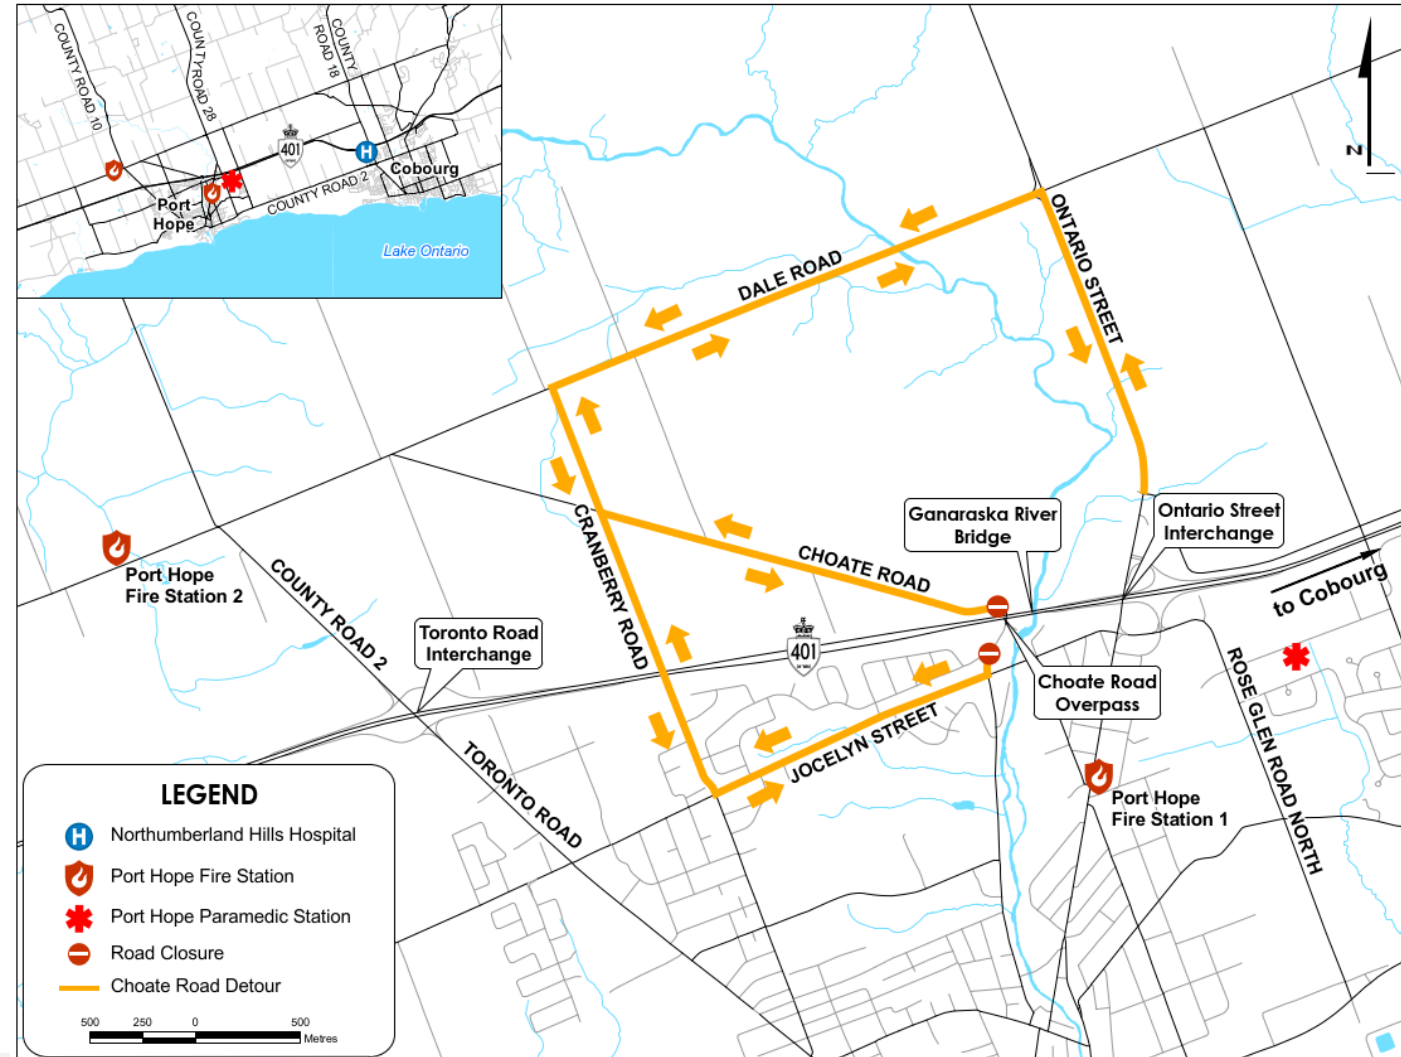 COUNTY ROAD 10
COUNTY ROAD 28
COUNTY
ROAD 18
401
H
Cobourg
COUNTY ROAD 2
Port
Hope
Lake Ontario
N
ONTARIO STREET
DALE ROAD
Ganaraska River
Bridge
Ontario Street
Interchange
CHOATE ROAD
CRANBERRY ROAD
Port Hope
Fire Station 2
COUNTY ROAD 2
to Cobourg
Toronto Road
Interchange
401
Choate Road
Overpass
ROSE GLEN ROAD NORTH
JOCELYN STREET
TORONTO ROAD
Port Hope
Fire Station 1
LEGEND
H Northumberland Hills Hospital
Port Hope Fire Station
Port Hope Paramedic Station
Road Closure
Choate Road Detour
500 250 0 500
Metres